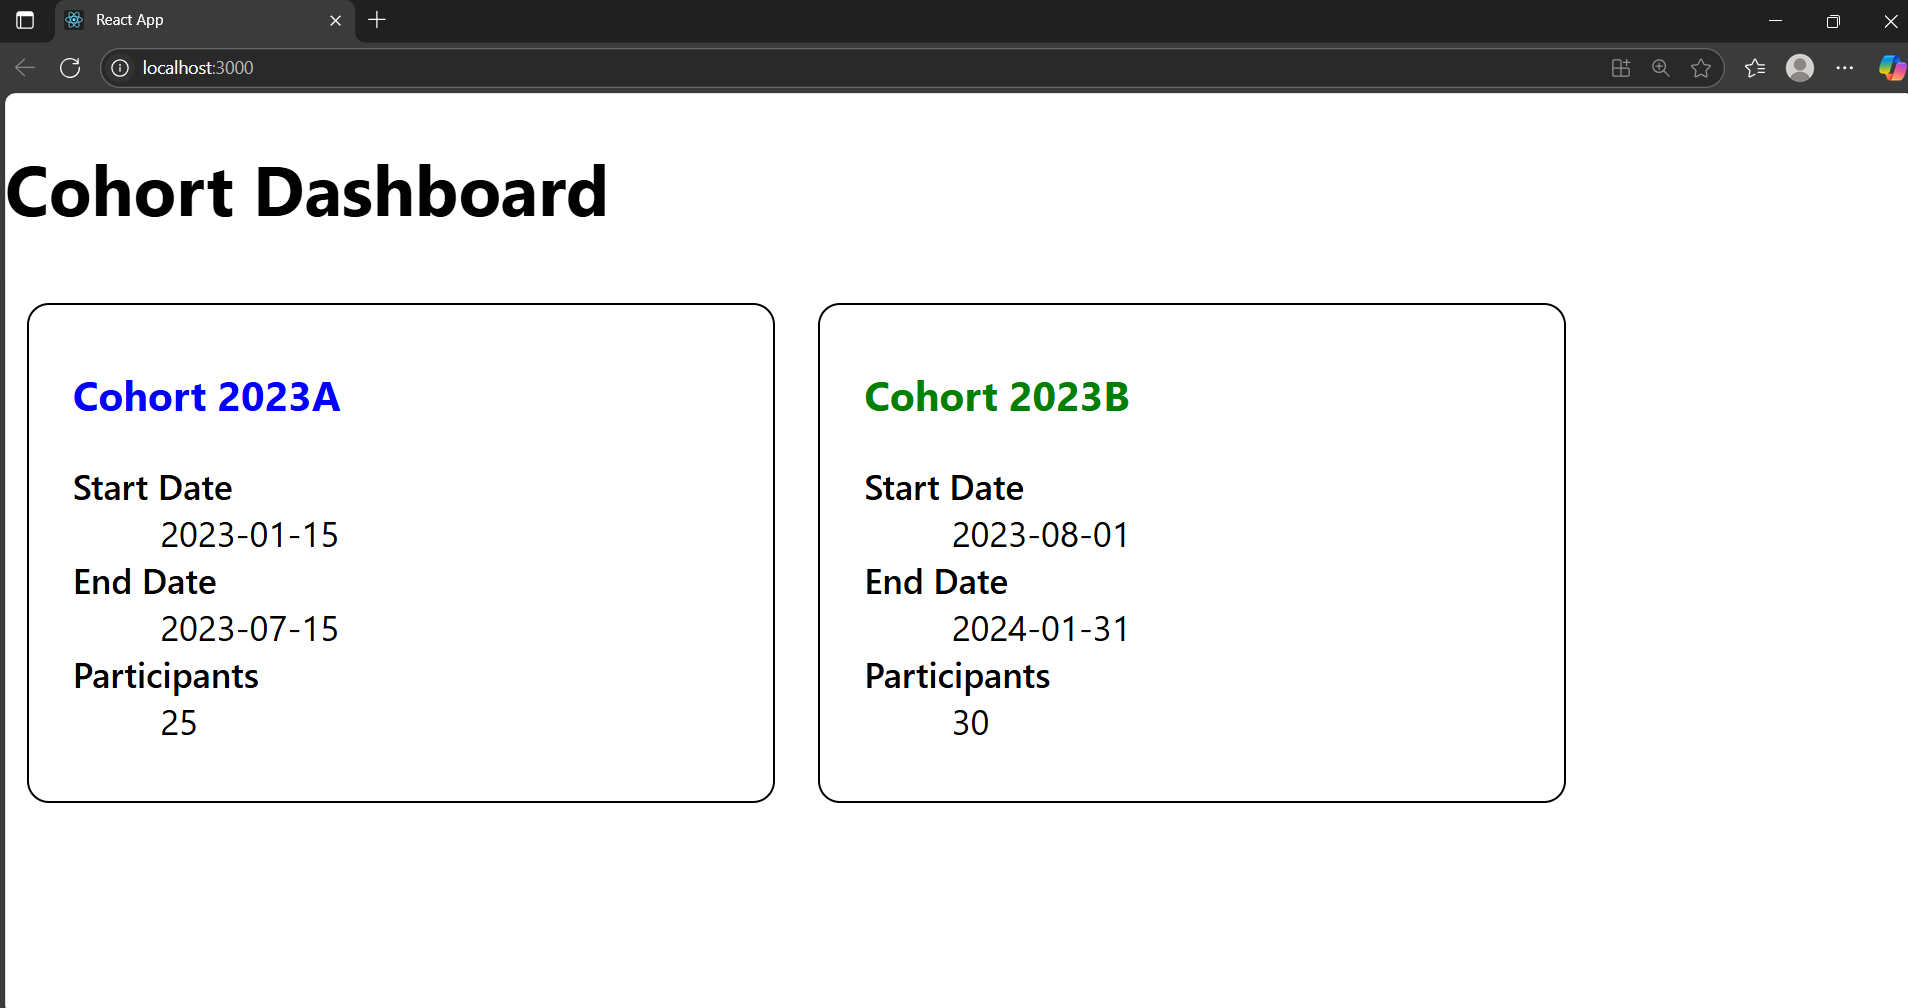 React App
localhost:3000
Cohort Dashboard
Cohort 2023A
Start Date
2023-01-15
End Date
2023-07-15
Participants
25
Cohort 2023B
Start Date
2023-08-01
End Date
2024-01-31
Participants
30